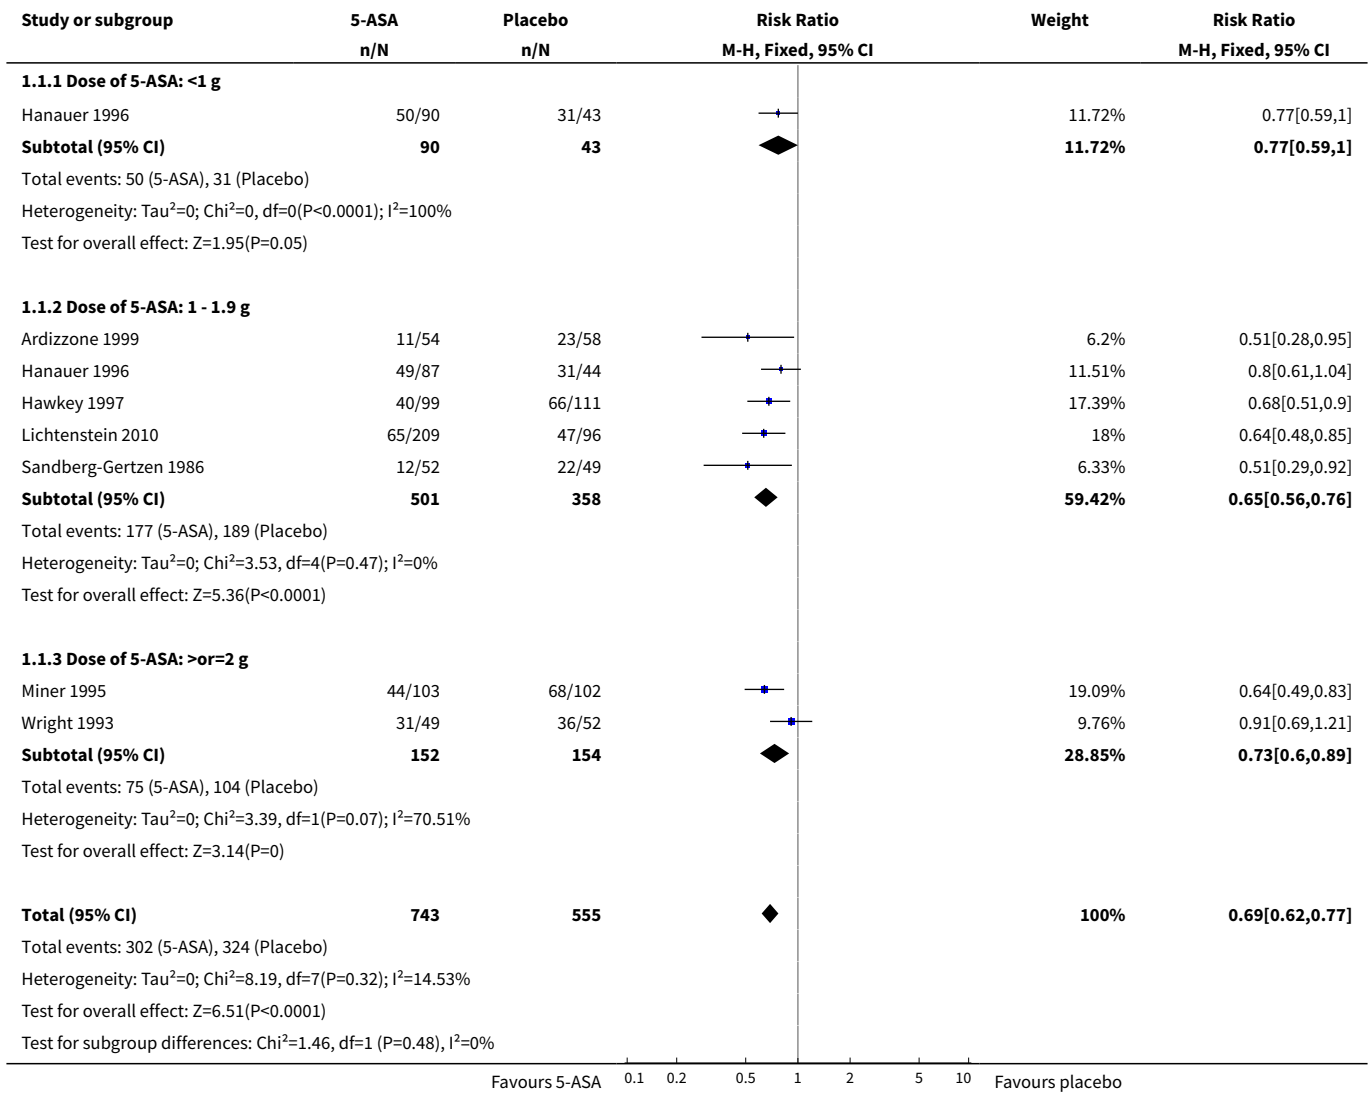 Study or subgroup 5-ASA Placebo Risk Ratio Weight Risk Ratio
n/N n/N M-H, Fixed, 95% CI M-H, Fixed, 95% CI
1.1.1 Dose of 5-ASA: <1 g
Hanauer 1996 50/90 31/43 11.72% 0.77[0.59,1]
Subtotal (95% CI) 90 43 11.72% 0.77[0.59,1]
Total events: 50 (5-ASA), 31 (Placebo)
Heterogeneity: Tau²=0; Chi²=0, df=0(P<0.0001); I²=100%
Test for overall effect: Z=1.95(P=0.05)
1.1.2 Dose of 5-ASA: 1 - 1.9 g
Ardizzone 1999 11/54 23/58 6.2% 0.51[0.28,0.95]
Hanauer 1996 49/87 31/44 11.51% 0.8[0.61,1.04]
Hawkey 1997 40/99 66/111 17.39% 0.68[0.51,0.9]
Lichtenstein 2010 65/209 47/96 18% 0.64[0.48,0.85]
Sandberg-Gertzen 1986 12/52 22/49 6.33% 0.51[0.29,0.92]
Subtotal (95% CI) 501 358 59.42% 0.65[0.56,0.76]
Total events: 177 (5-ASA), 189 (Placebo)
Heterogeneity: Tau²=0; Chi²=3.53, df=4(P=0.47); I²=0%
Test for overall effect: Z=5.36(P<0.0001)
1.1.3 Dose of 5-ASA: >or=2 g
Miner 1995 44/103 68/102 19.09% 0.64[0.49,0.83]
Wright 1993 31/49 36/52 9.76% 0.91[0.69,1.21]
Subtotal (95% CI) 152 154 28.85% 0.73[0.6,0.89]
Total events: 75 (5-ASA), 104 (Placebo)
Heterogeneity: Tau²=0; Chi²=3.39, df=1(P=0.07); I²=70.51%
Test for overall effect: Z=3.14(P=0)
Total (95% CI) 743 555 100% 0.69[0.62,0.77]
Total events: 302 (5-ASA), 324 (Placebo)
Heterogeneity: Tau²=0; Chi²=8.19, df=7(P=0.32); I²=14.53%
Test for overall effect: Z=6.51(P<0.0001)
Test for subgroup differences: Chi²=1.46, df=1 (P=0.48), I²=0%
Favours 5-ASA 0.1 0.2 0.5 1 2 5 10 Favours placebo